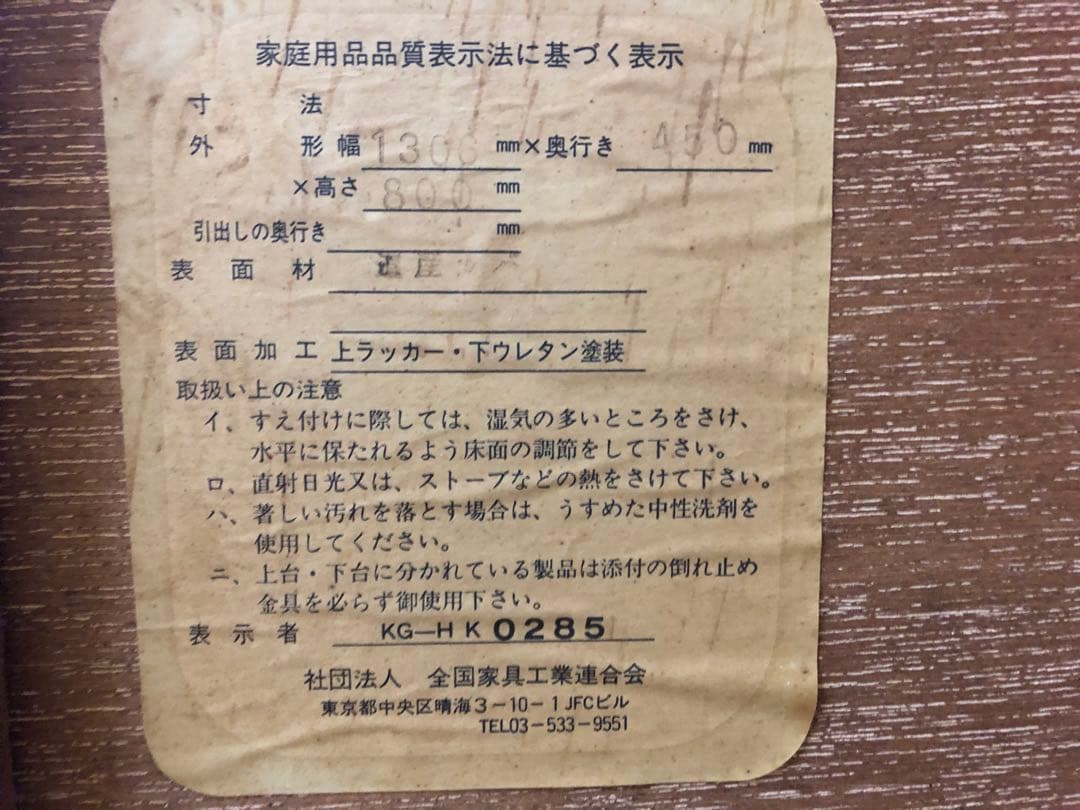 家庭用品品質表示法に基づく表示
寸法
外形幅 1300 mm×奥行き 450 mm
×高さ 800 mm
引出しの奥行き mm
表面材
表面加工 上ラッカー・下ウレタン塗装
取扱い上の注意
イ、すえ付けに際しては、湿気の多いところをさけ、
水平に保たれるよう床面の調節をして下さい。
ロ、直射日光又は、ストーブなどの熱をさけて下さい。
ハ、著しい汚れを落とす場合は、うすめた中性洗剤を
使用してください。
ニ、上台・下台に分かれている製品は添付の倒れ止め
金具を必らず御使用下さい。
表示者 KG—HK0285
社団法人 全国家具工業連合会
東京都中央区晴海3-10-1JFCビル
TEL03-533-9551